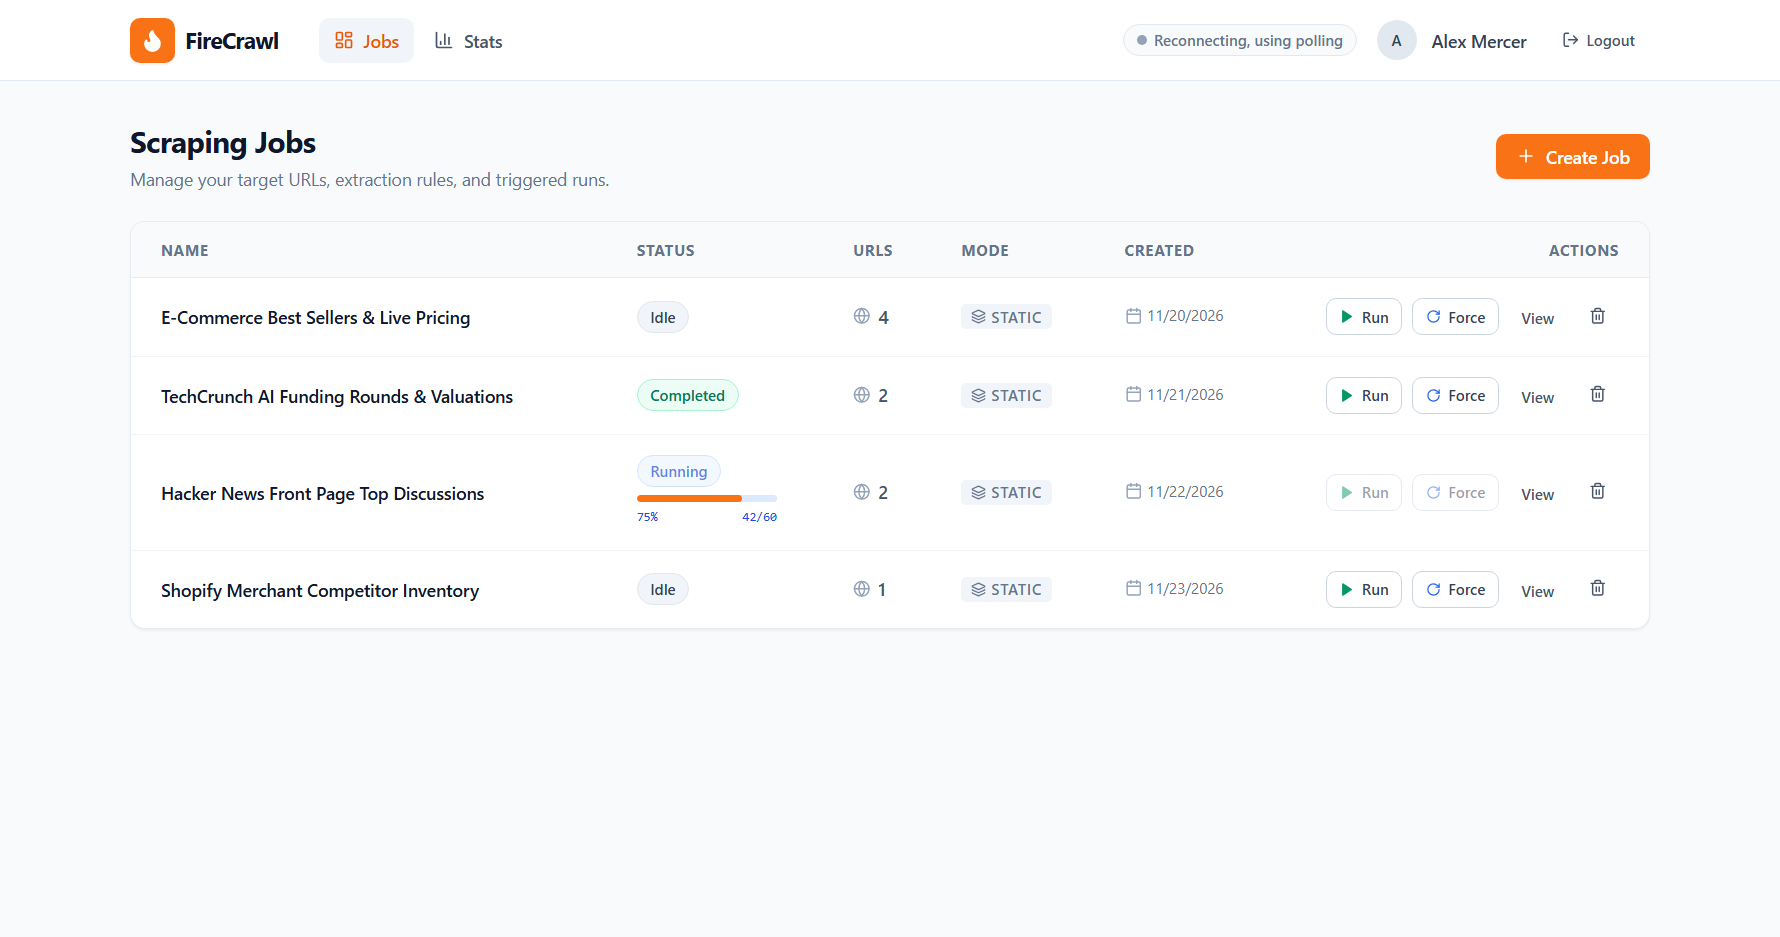 FireCrawl Jobs Stats Reconnecting, using polling A Alex Mercer Logout
Scraping Jobs
Manage your target URLs, extraction rules, and triggered runs.
Create Job
NAME STATUS URLS MODE CREATED ACTIONS
E-Commerce Best Sellers & Live Pricing Idle 4 STATIC 11/20/2026 Run Force View
TechCrunch AI Funding Rounds & Valuations Completed 2 STATIC 11/21/2026 Run Force View
Hacker News Front Page Top Discussions Running 75% 42/60 2 STATIC 11/22/2026 Run Force View
Shopify Merchant Competitor Inventory Idle 1 STATIC 11/23/2026 Run Force View